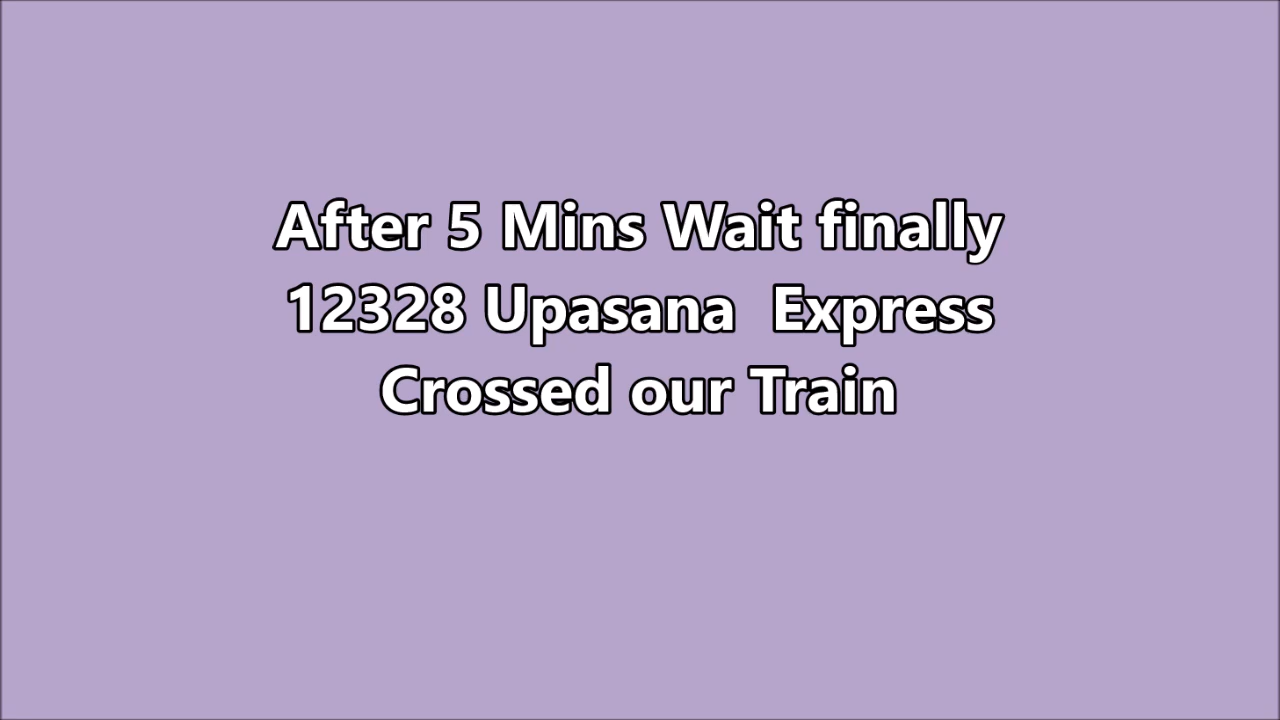 After 5 Mins Wait finally
12328 Upasana  Express
Crossed our Train